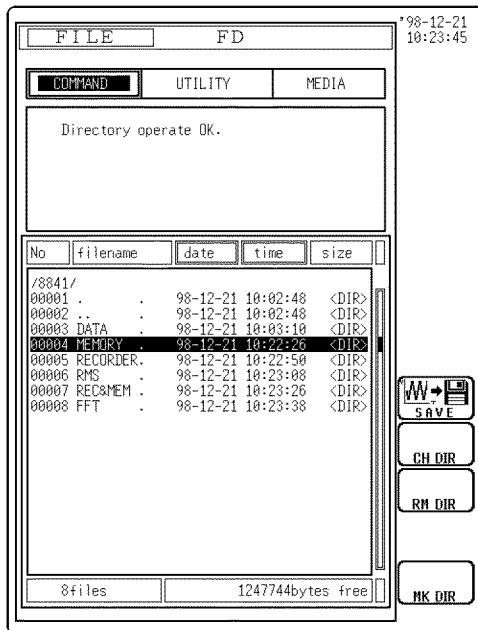 '98-12-21
10:23:45
FILE FD
COMMAND UTILITY MEDIA
Directory operate OK.
No filename date time size
/8841/
00001 . . 98-12-21 10:02:48 <DIR>
00002 .. . 98-12-21 10:02:48 <DIR>
00003 DATA . 98-12-21 10:03:10 <DIR>
00004 MEMORY . 98-12-21 10:22:26 <DIR>
00005 RECORDER. 98-12-21 10:22:50 <DIR>
00006 RMS . 98-12-21 10:23:08 <DIR>
00007 REC&MEM . 98-12-21 10:23:26 <DIR>
00008 FFT . 98-12-21 10:23:38 <DIR>
8files 1247744bytes free
SAVE
CH DIR
RM DIR
MK DIR